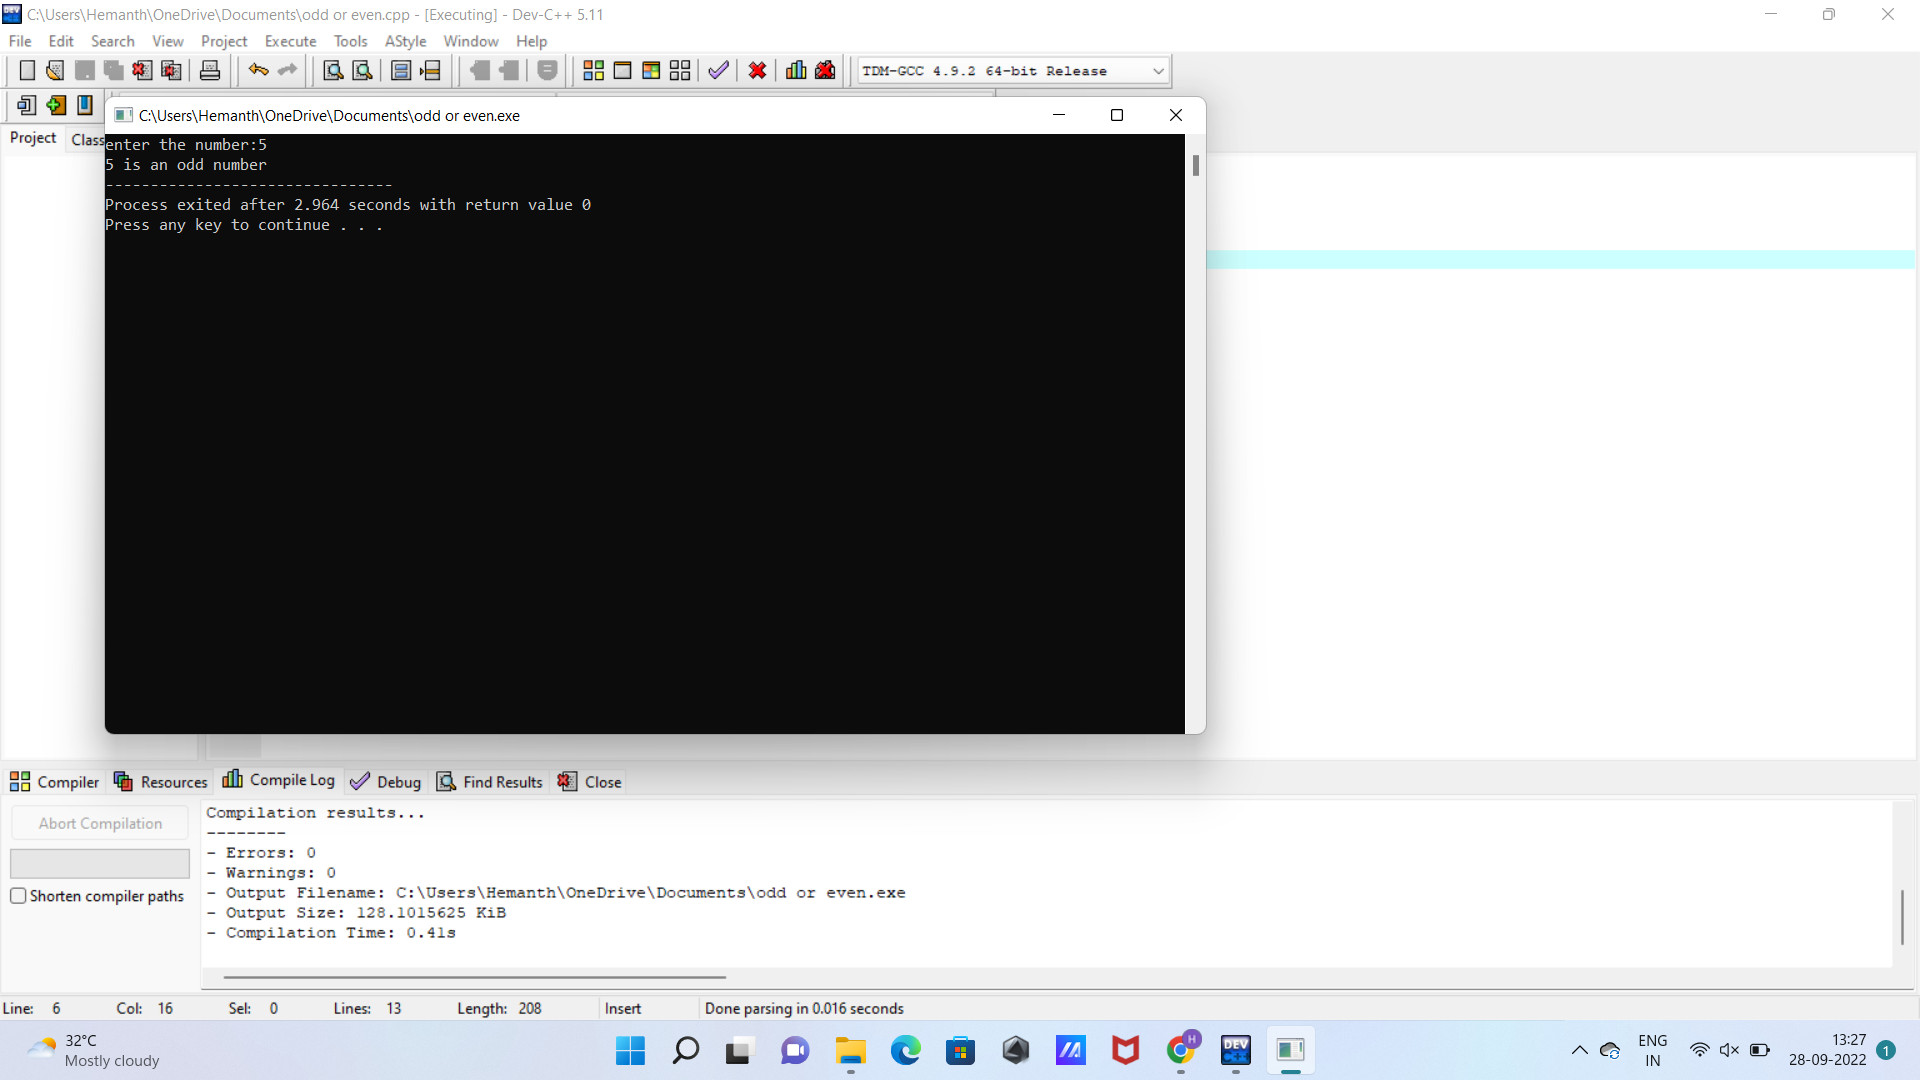 C:\Users\Hemanth\OneDrive\Documents\odd or even.cpp - [Executing] - Dev-C++ 5.11
File Edit Search View Project Execute Tools AStyle Window Help
TDM-GCC 4.9.2 64-bit Release
C:\Users\Hemanth\OneDrive\Documents\odd or even.exe
Project Class
enter the number:5
5 is an odd number
--------------------------------
Process exited after 2.964 seconds with return value 0
Press any key to continue . . .
Compiler Resources Compile Log Debug Find Results Close
Abort Compilation
Shorten compiler paths
Compilation results...
--------
- Errors: 0
- Warnings: 0
- Output Filename: C:\Users\Hemanth\OneDrive\Documents\odd or even.exe
- Output Size: 128.1015625 KiB
- Compilation Time: 0.41s
Line: 6 Col: 16 Sel: 0 Lines: 13 Length: 208 Insert Done parsing in 0.016 seconds
32°C
Mostly cloudy
H
DEV C++
ENG
IN
13:27
28-09-2022
1